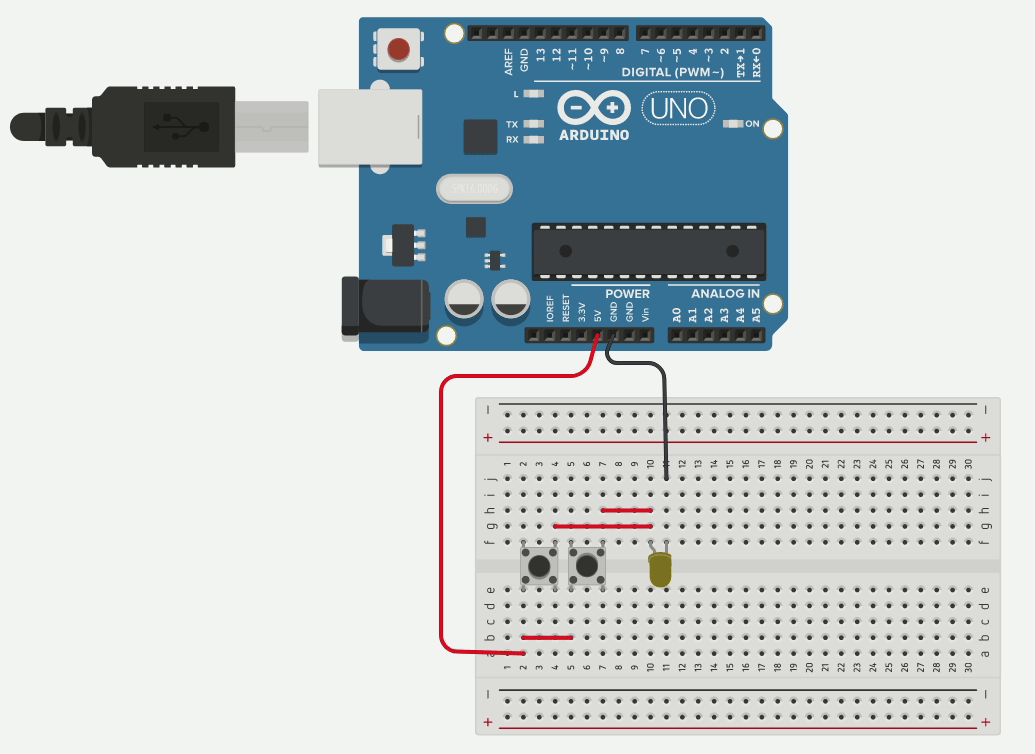 AREF GND 13 12 ~11 ~10 ~9 8 7 ~6 ~5 4 ~3 2 TX→1 RX←0
DIGITAL (PWM~)
L
TX
RX
ARDUINO
UNO
ON
POWER
ANALOG IN
IOREF RESET 3.3V 5V GND GND Vin A0 A1 A2 A3 A4 A5
− −
+ +
1 2 3 4 5 6 7 8 9 10 11 12 13 14 15 16 17 18 19 20 21 22 23 24 25 26 27 28 29 30
j j
i i
h h
g g
f f
e e
d d
c c
b b
a a
1 2 3 4 5 6 7 8 9 10 11 12 13 14 15 16 17 18 19 20 21 22 23 24 25 26 27 28 29 30
− −
+ +